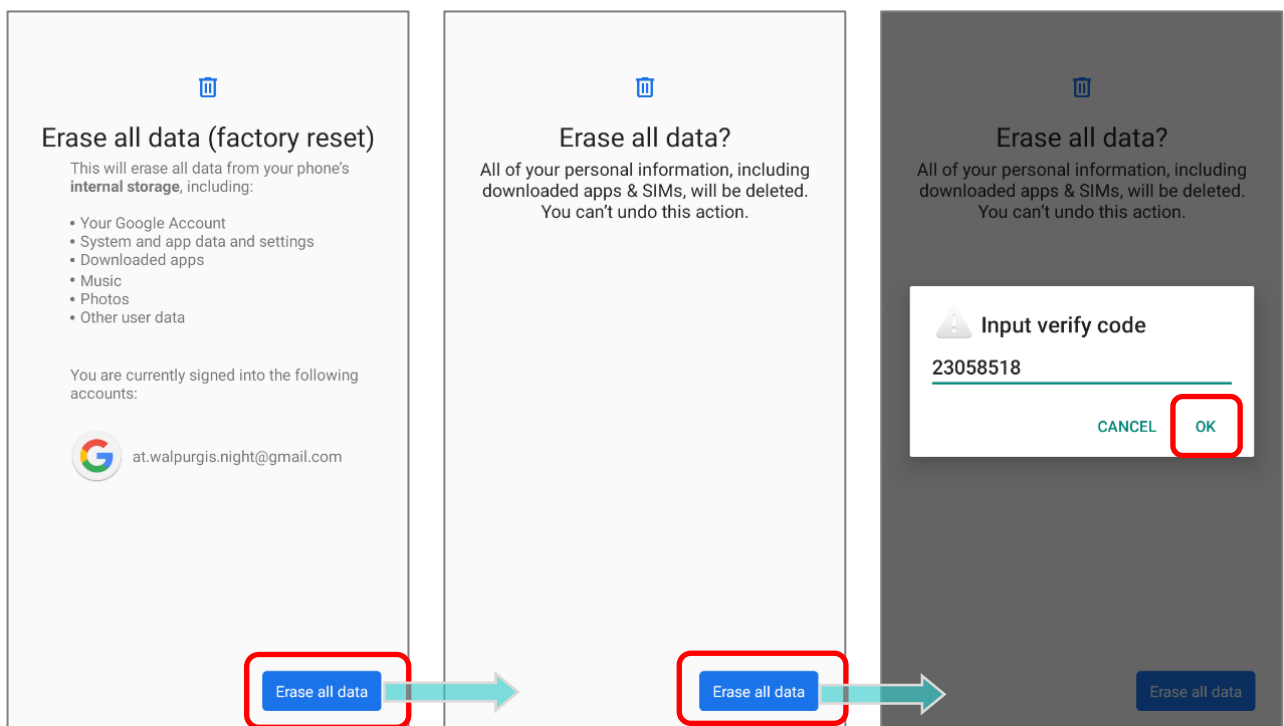 Erase all data (factory reset)
This will erase all data from your phone's
internal storage, including:
• Your Google Account
• System and app data and settings
• Downloaded apps
• Music
• Photos
• Other user data
You are currently signed into the following
accounts:
at.walpurgis.night@gmail.com
Erase all data
Erase all data?
All of your personal information, including
downloaded apps & SIMs, will be deleted.
You can't undo this action.
Erase all data
Erase all data?
All of your personal information, including
downloaded apps & SIMs, will be deleted.
You can't undo this action.
Input verify code
23058518
CANCEL OK
Erase all data